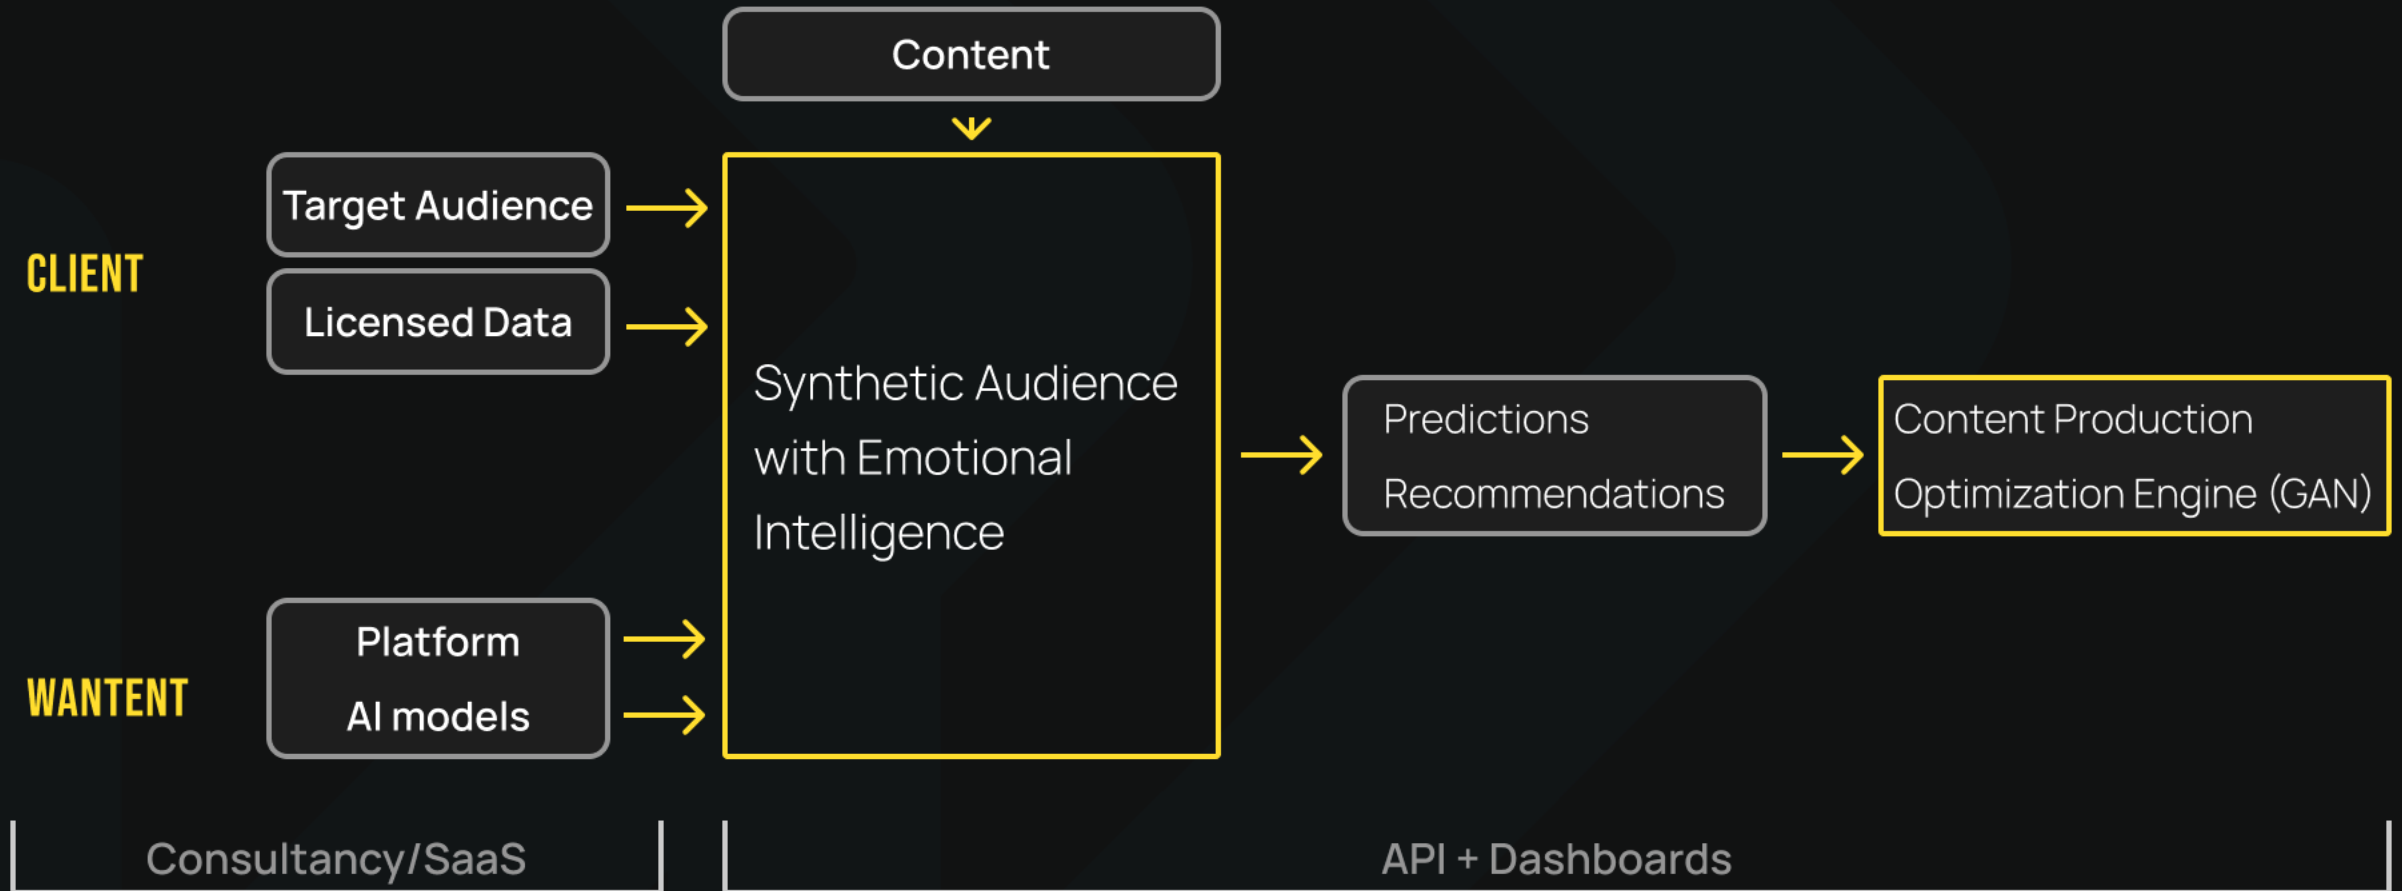 Content
Target Audience
CLIENT
Licensed Data
Synthetic Audience
with Emotional
Intelligence
Predictions
Recommendations
Content Production
Optimization Engine (GAN)
Platform
WANTENT
AI models
Consultancy/SaaS
API + Dashboards